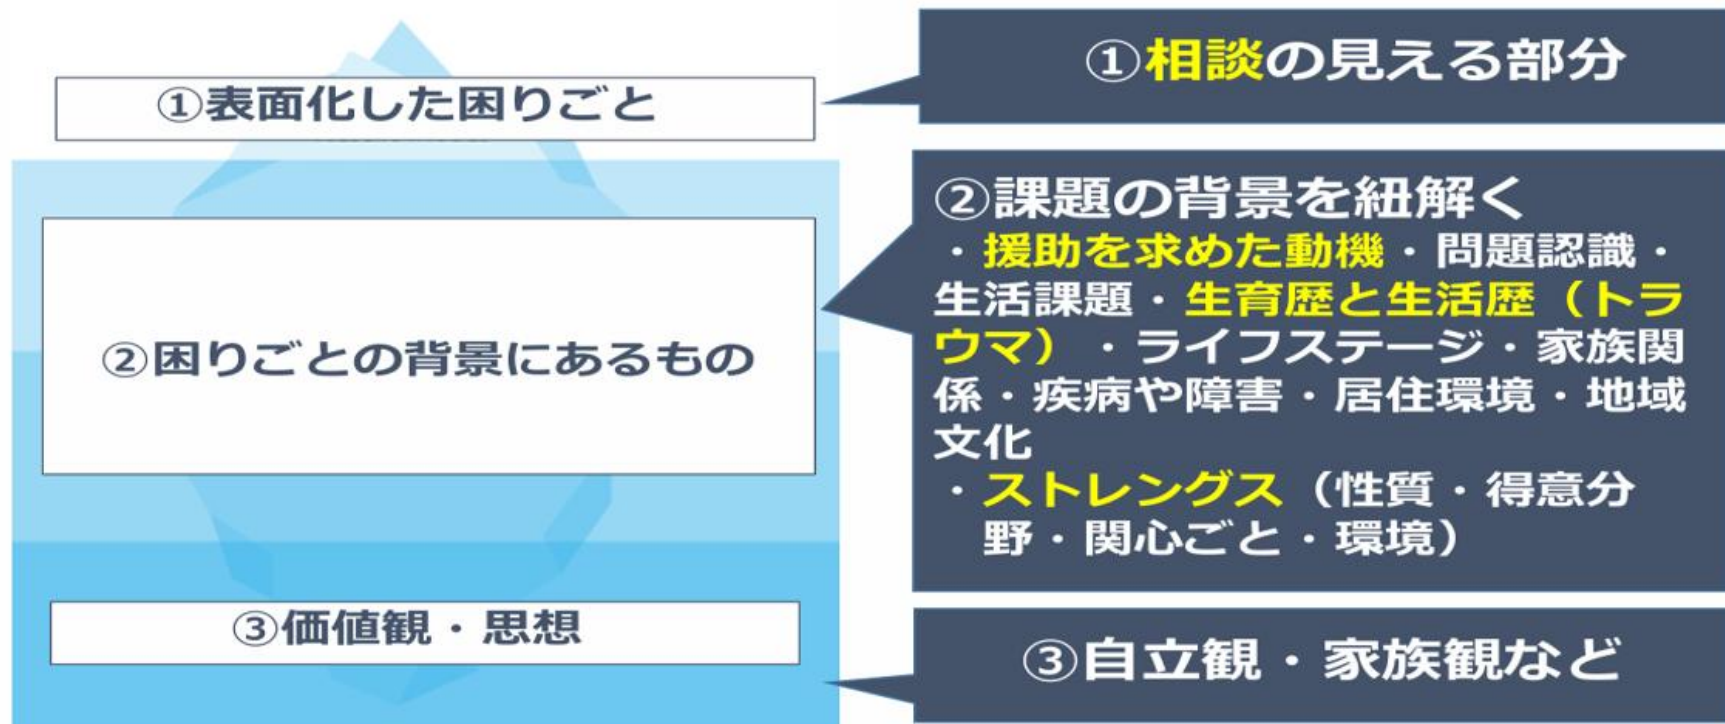 ①表面化した困りごと
①相談の見える部分
②困りごとの背景にあるもの
②課題の背景を紐解く
・援助を求めた動機・問題認識・
生活課題・生育歴と生活歴（トラ
ウマ）・ライフステージ・家族関
係・疾病や障害・居住環境・地域
文化
・ストレングス（性質・得意分
野・関心ごと・環境）
③価値観・思想
③自立観・家族観など